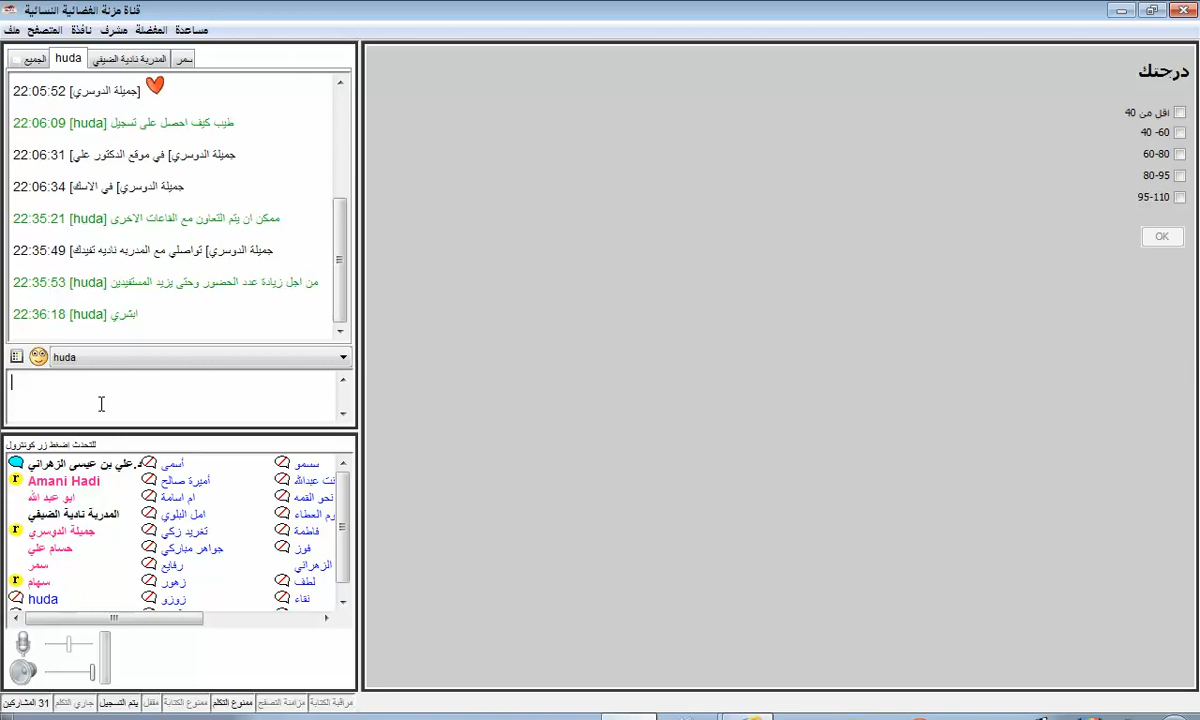 قناة مزنة الفضائية النسائية
ملف المتصفح نافذة مشرف المفضلة مساعدة
الجميع huda المدربة نادية الضيفي سمر
22:05:52 [جميلة الدوسري]
22:06:09 [huda] طيب كيف احصل على تسجيل
22:06:31 [جميلة الدوسري] في موقع الدكتور علي
22:06:34 [جميلة الدوسري] في الاسك
22:35:21 [huda] ممكن ان يتم التعاون مع القاعات الاخرى
22:35:49 [جميلة الدوسري] تواصلي مع المدربه ناديه تفيدك
22:35:53 [huda] من اجل زيادة عدد الحضور وحتى يزيد المستفيدين
22:36:18 [huda] ابشري
huda
للتحدث اضغط زر كونترول
د.علي بن عيسى الزهراني
Amani Hadi
ابو عبد الله
المدربة نادية الضيفي
جميلة الدوسري
حسام علي
سمر
سهام
huda
أسمى
أميرة صالح
ام اسامة
امل البلوي
تغريد زكي
جواهر مباركي
رفايع
زهور
زوزو
سسمو
نت عبدالله
نحو القمه
رم العطاء
فاطمة
فوز
الزهراني
لطف
نقاء
31 المشاركين جاري التكلم يتم التسجيل مقفل ممنوع الكتابة ممنوع التكلم مزامنة التصفح مراقبة الكتابة
درجتك
اقل من 40
40 -60
60-80
80-95
95-110
OK